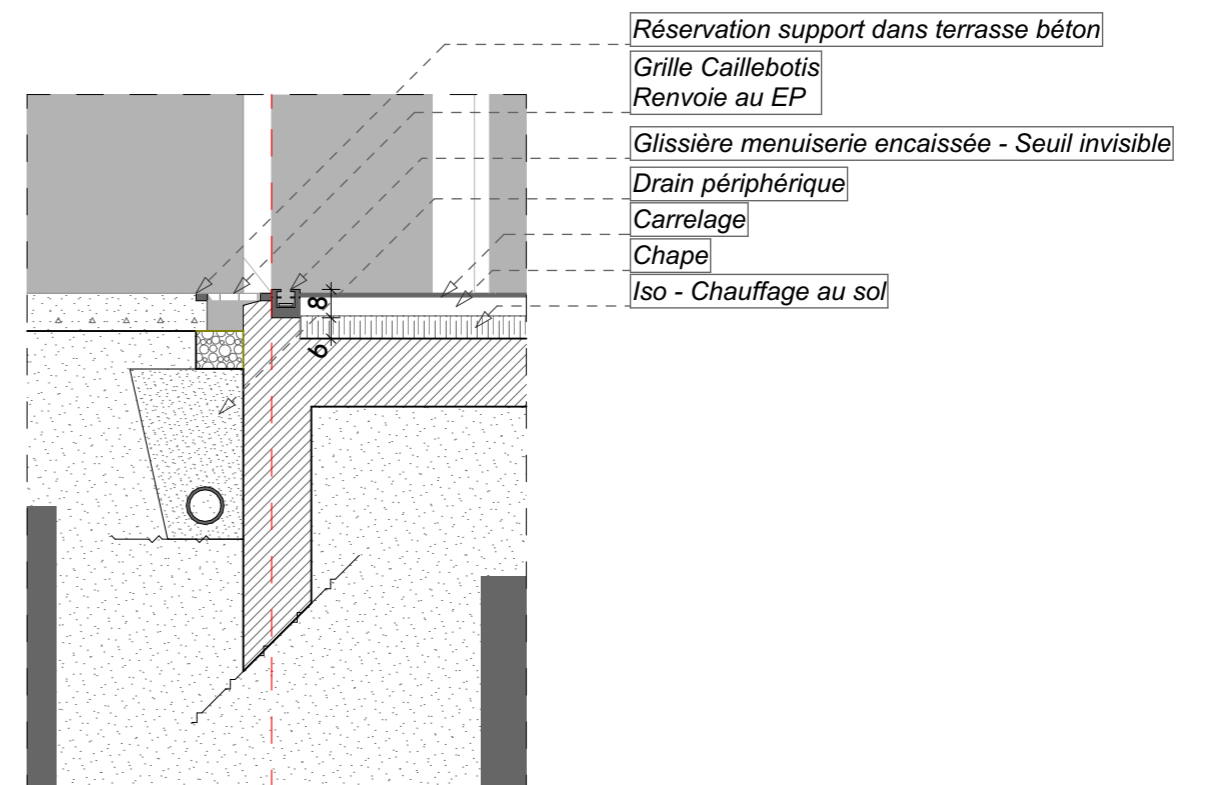 Réservation support dans terrasse béton
Grille Caillebotis
Renvoie au EP
Glissière menuiserie encaissée - Seuil invisible
Drain périphérique
Carrelage
Chape
Iso - Chauffage au sol
8
6